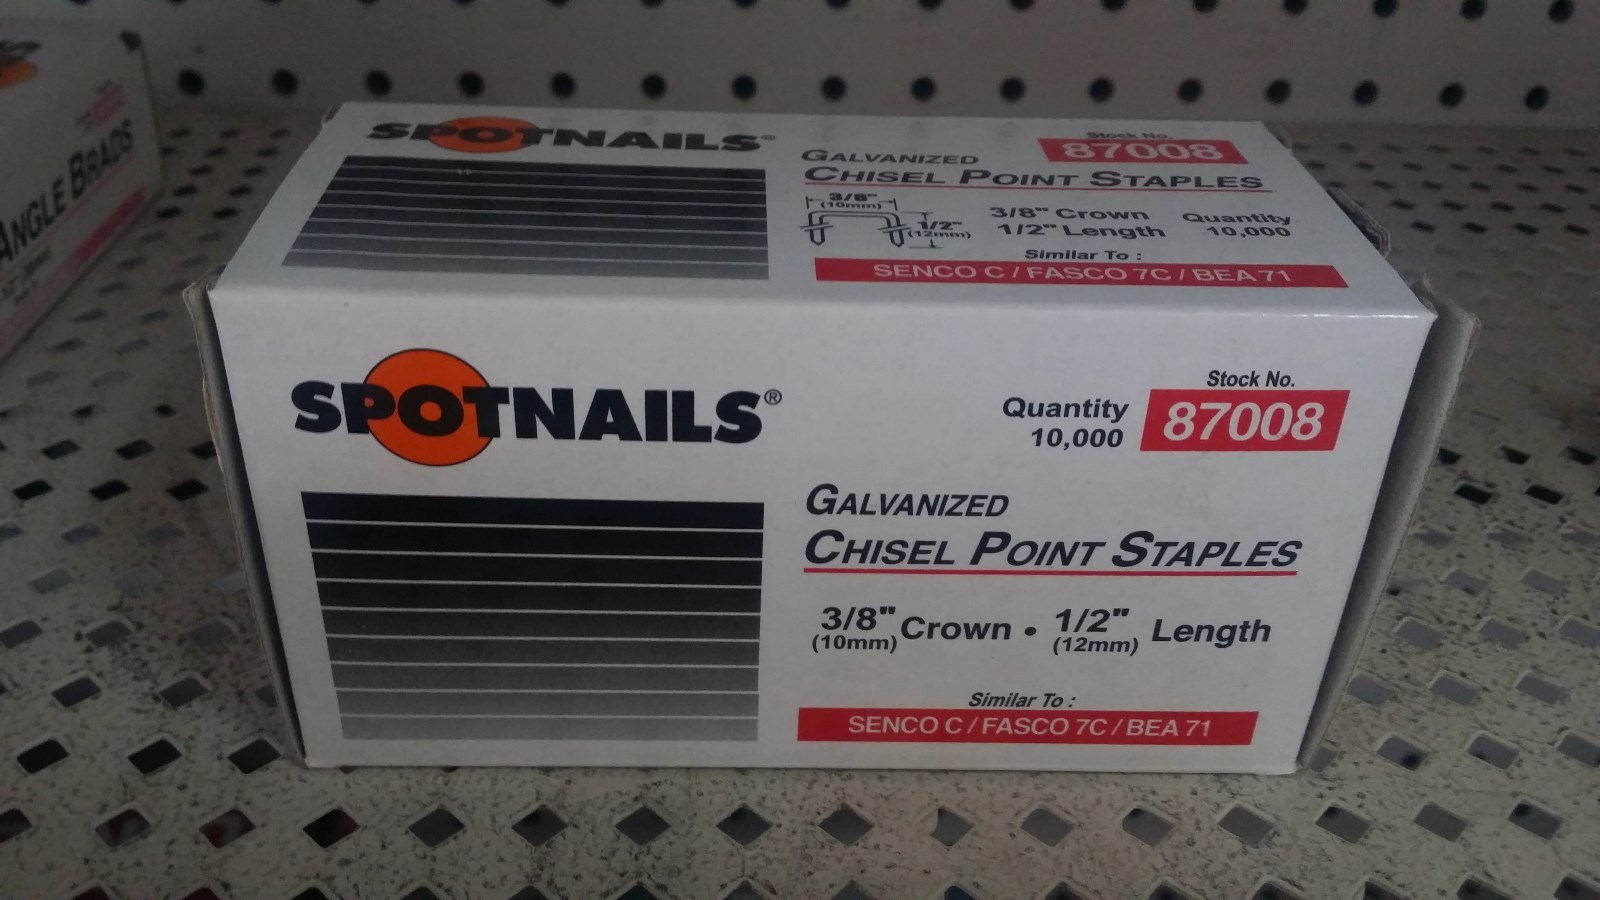 ANGLE BRADS
SPOTNAILS®
Stock No.
87008
GALVANIZED
CHISEL POINT STAPLES
3/8"
(10mm)
1/2"
(12mm)
3/8" Crown
1/2" Length
Quantity
10,000
Similar To :
SENCO C / FASCO 7C / BEA 71
SPOTNAILS®
Quantity
10,000
Stock No.
87008
GALVANIZED
CHISEL POINT STAPLES
3/8" (10mm) Crown • 1/2" (12mm) Length
Similar To :
SENCO C / FASCO 7C / BEA 71